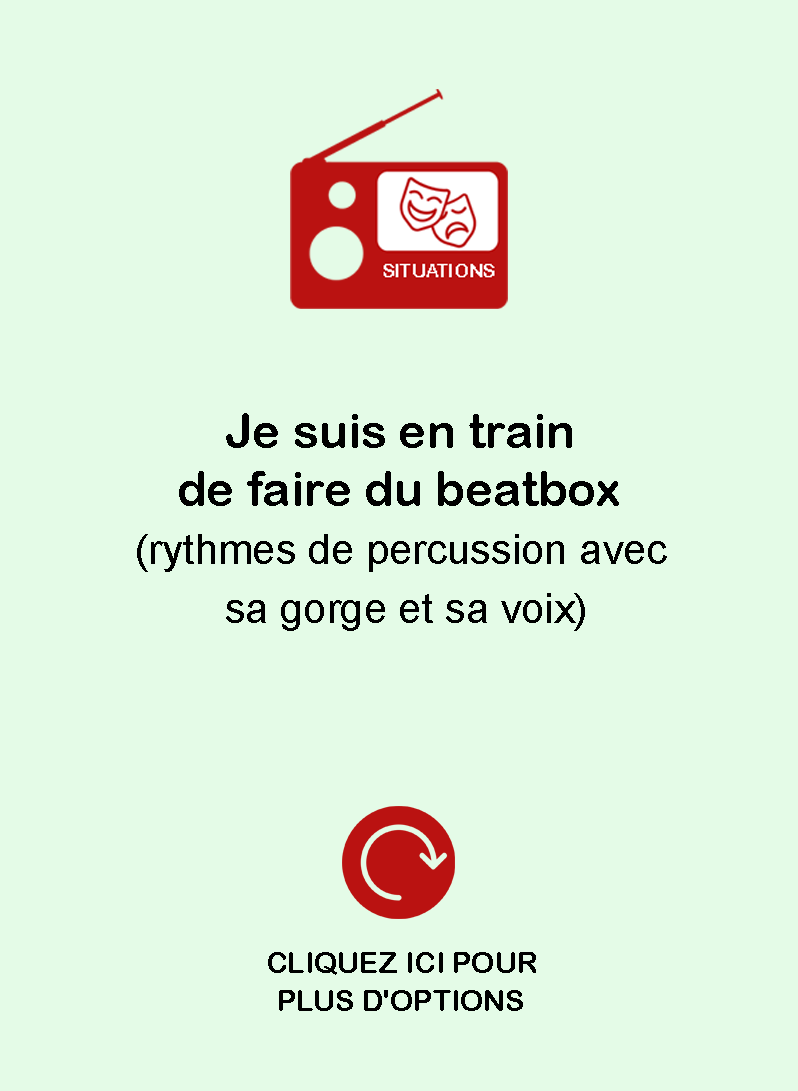 SITUATIONS
Je suis en train
de faire du beatbox
(rythmes de percussion avec
sa gorge et sa voix)
CLIQUEZ ICI POUR
PLUS D'OPTIONS